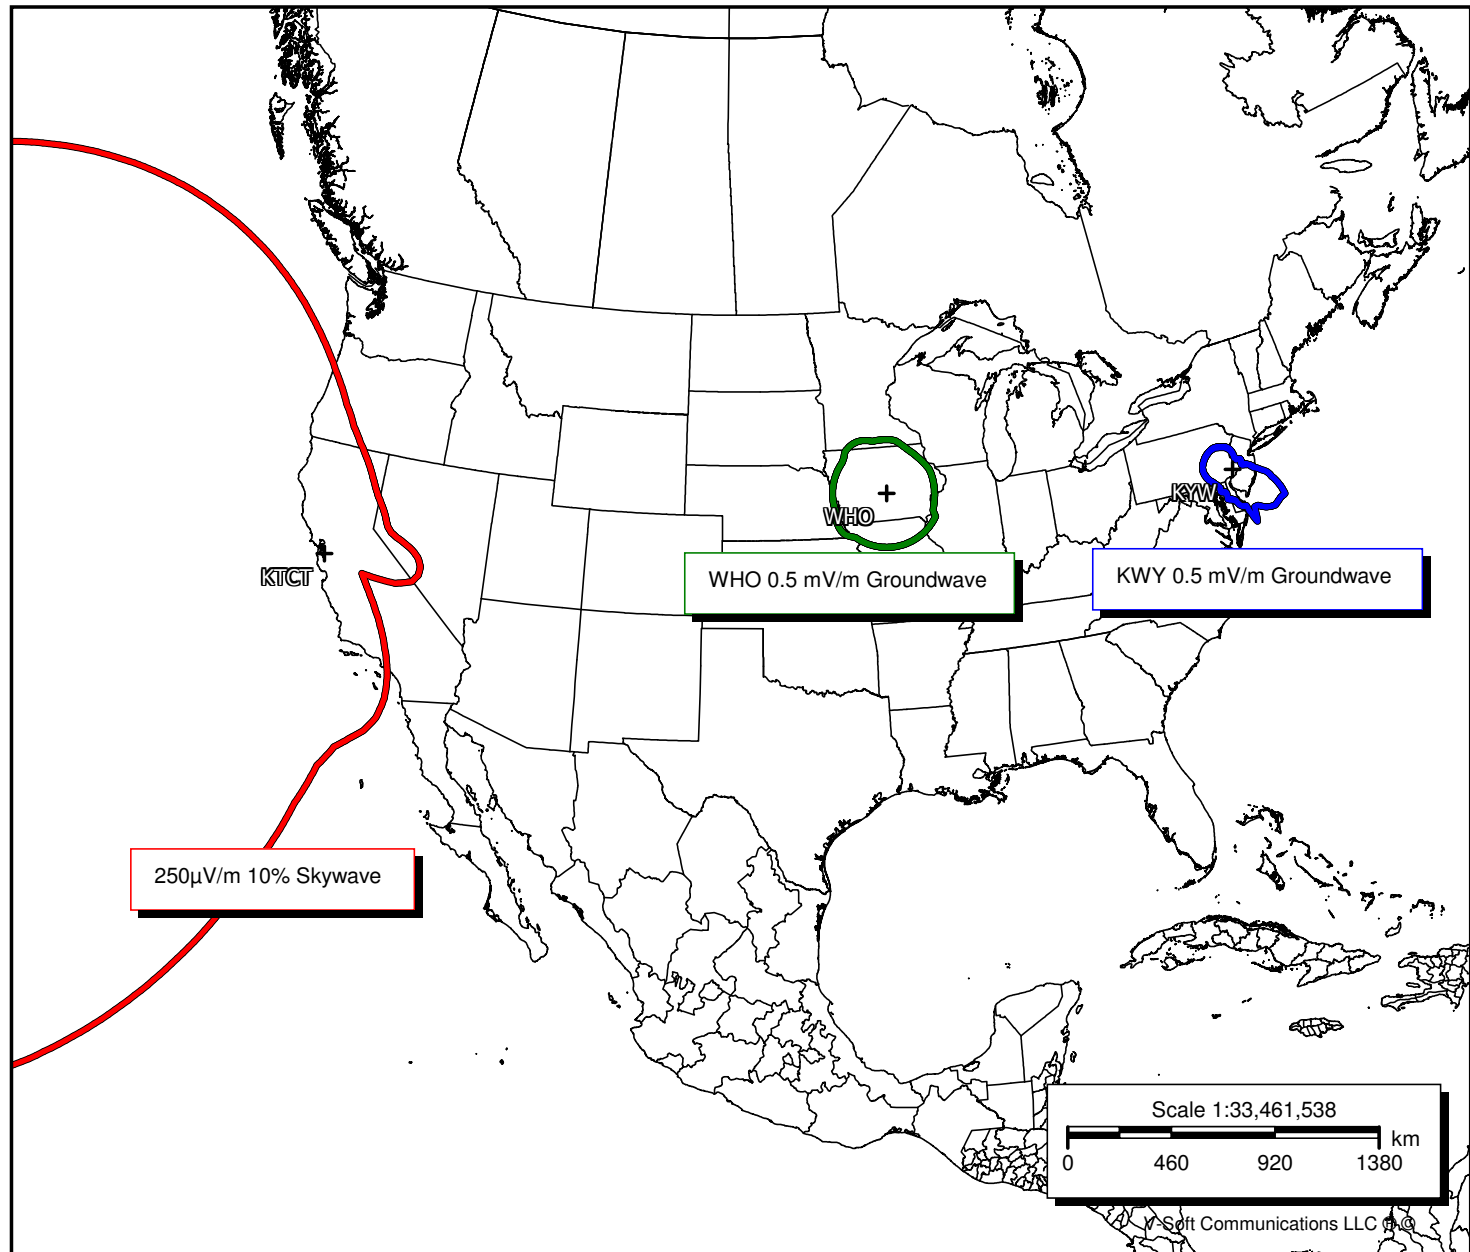 KYW
WHO
KTCT
WHO 0.5 mV/m Groundwave
KWY 0.5 mV/m Groundwave
250µV/m 10% Skywave
Scale 1:33,461,538
km
0 460 920 1380
V-Soft Communications LLC ® ©